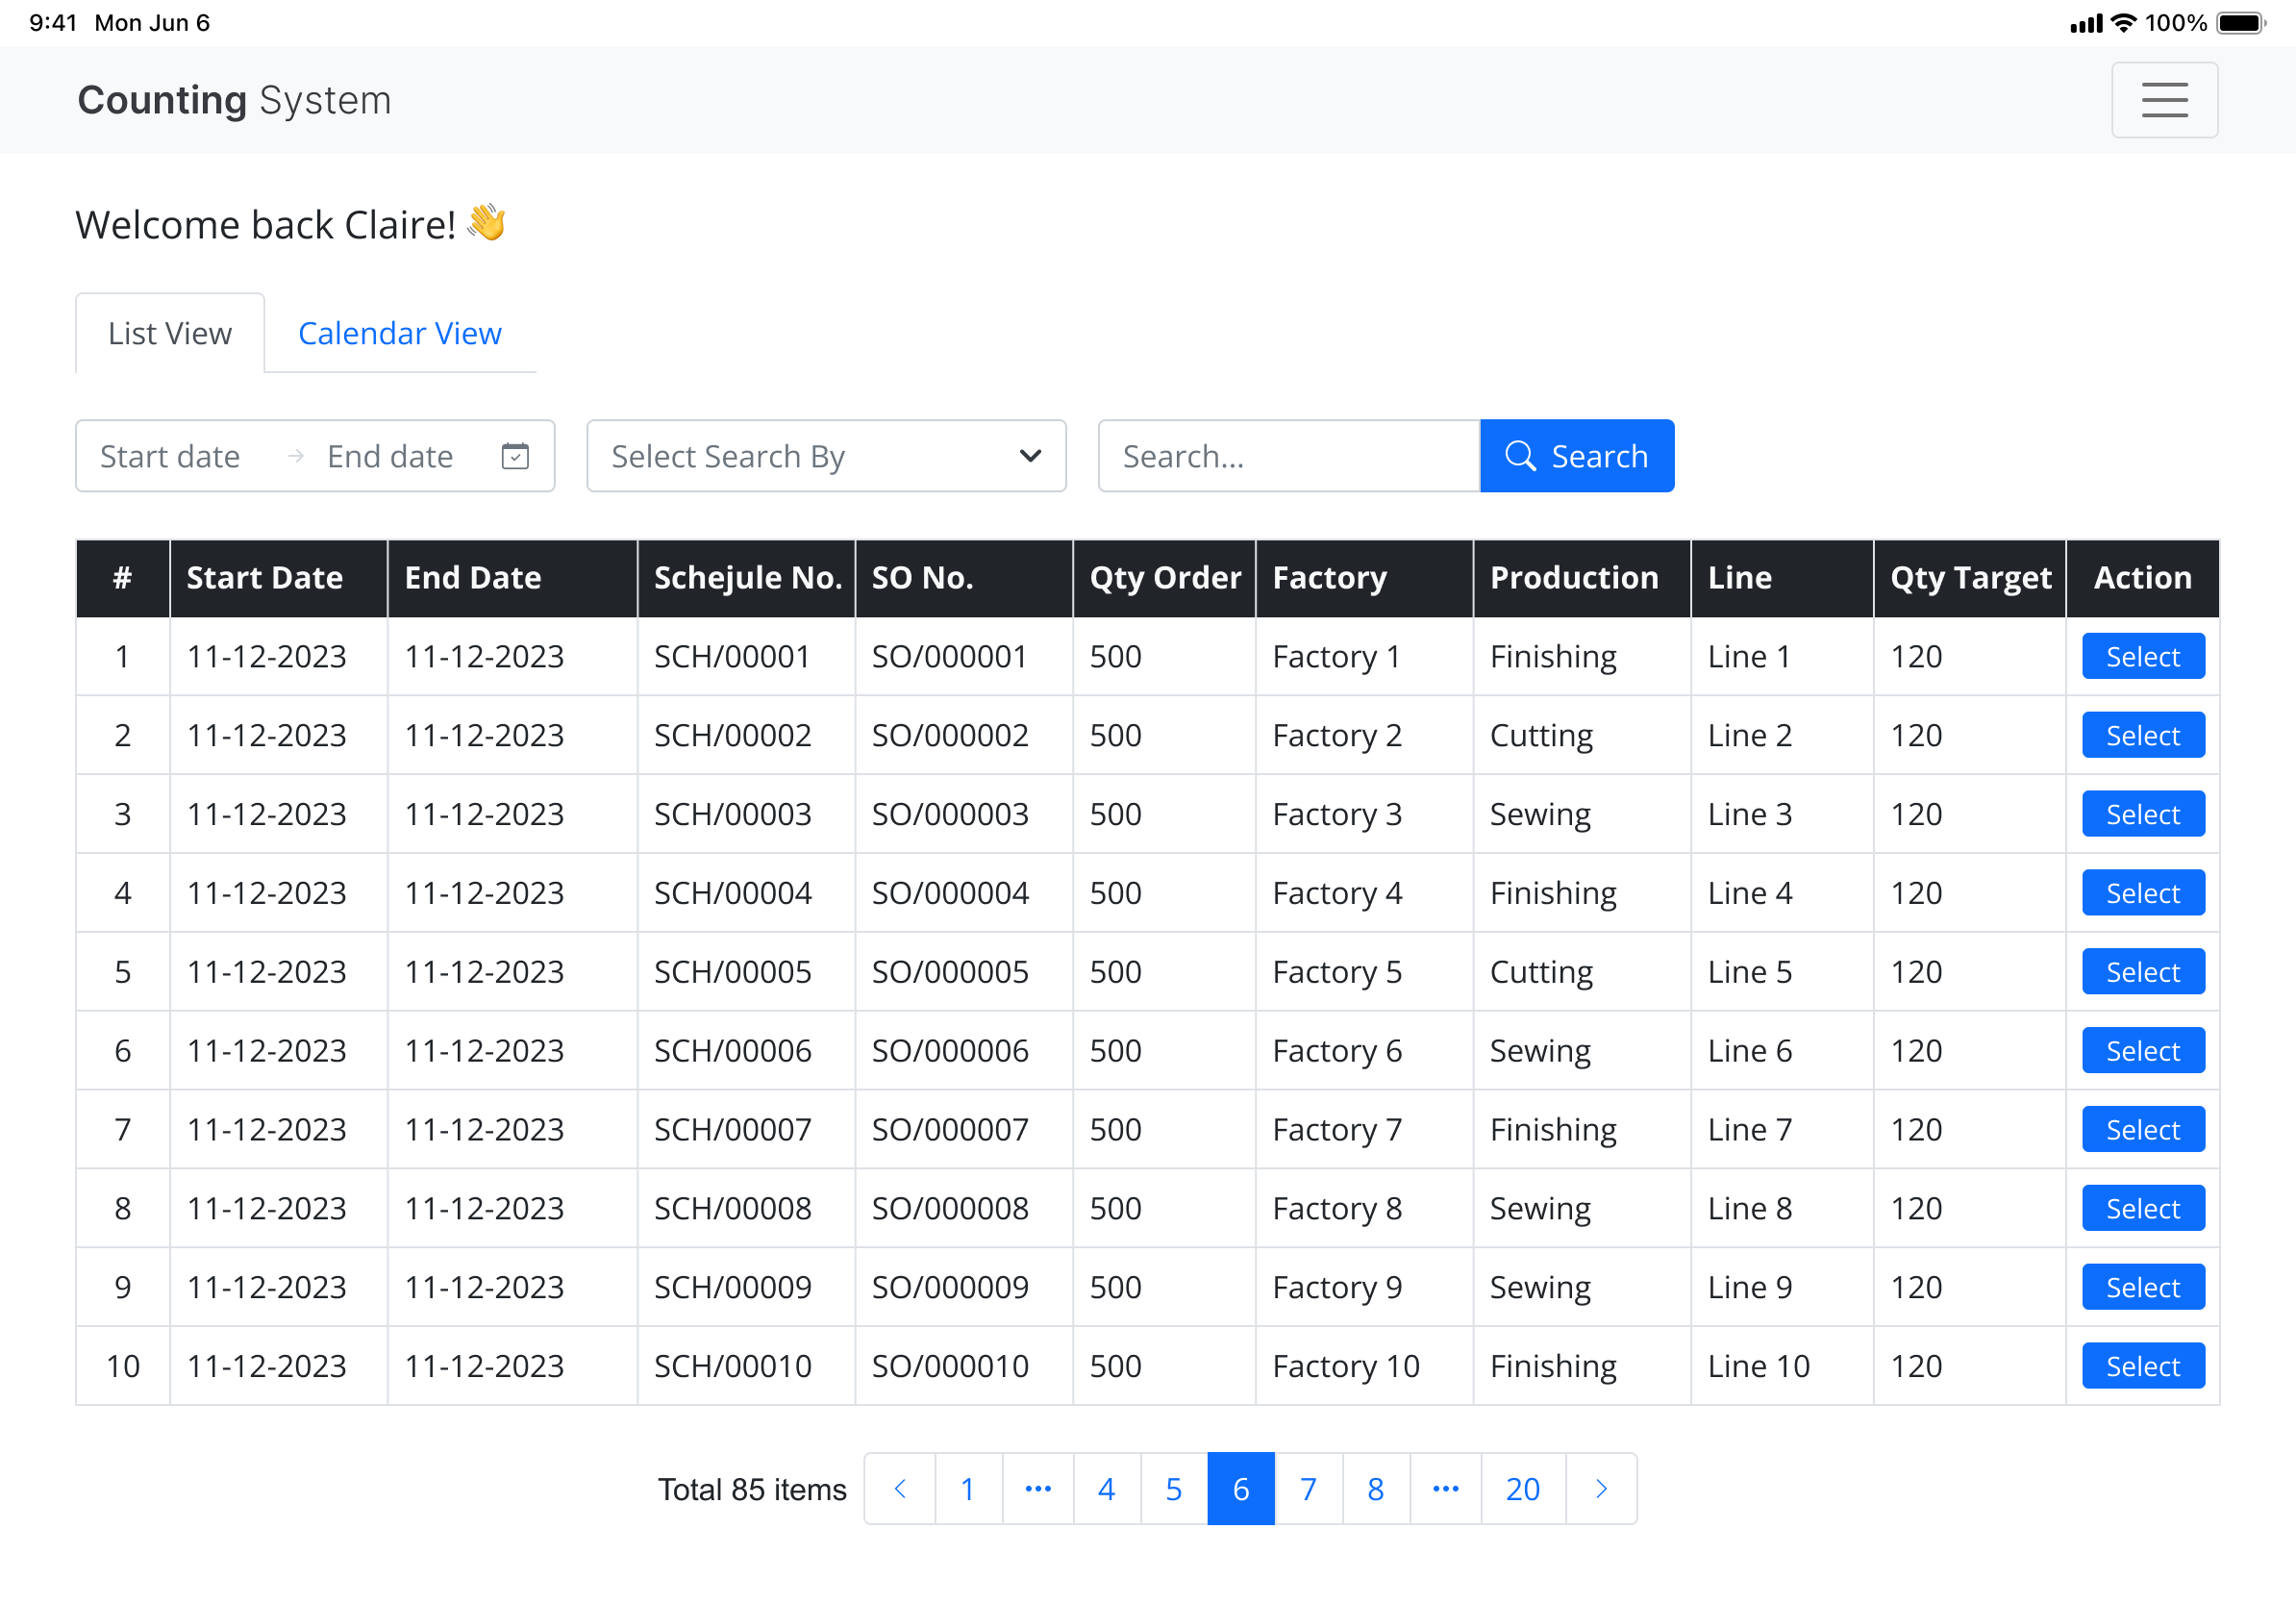 9:41 Mon Jun 6 100%
Counting System
Welcome back Claire! 👋
List View Calendar View
Start date → End date Select Search By Search... Search
# Start Date End Date Schejule No. SO No. Qty Order Factory Production Line Qty Target Action
1 11-12-2023 11-12-2023 SCH/00001 SO/000001 500 Factory 1 Finishing Line 1 120 Select
2 11-12-2023 11-12-2023 SCH/00002 SO/000002 500 Factory 2 Cutting Line 2 120 Select
3 11-12-2023 11-12-2023 SCH/00003 SO/000003 500 Factory 3 Sewing Line 3 120 Select
4 11-12-2023 11-12-2023 SCH/00004 SO/000004 500 Factory 4 Finishing Line 4 120 Select
5 11-12-2023 11-12-2023 SCH/00005 SO/000005 500 Factory 5 Cutting Line 5 120 Select
6 11-12-2023 11-12-2023 SCH/00006 SO/000006 500 Factory 6 Sewing Line 6 120 Select
7 11-12-2023 11-12-2023 SCH/00007 SO/000007 500 Factory 7 Finishing Line 7 120 Select
8 11-12-2023 11-12-2023 SCH/00008 SO/000008 500 Factory 8 Sewing Line 8 120 Select
9 11-12-2023 11-12-2023 SCH/00009 SO/000009 500 Factory 9 Sewing Line 9 120 Select
10 11-12-2023 11-12-2023 SCH/00010 SO/000010 500 Factory 10 Finishing Line 10 120 Select
Total 85 items < 1 ••• 4 5 6 7 8 ••• 20 >